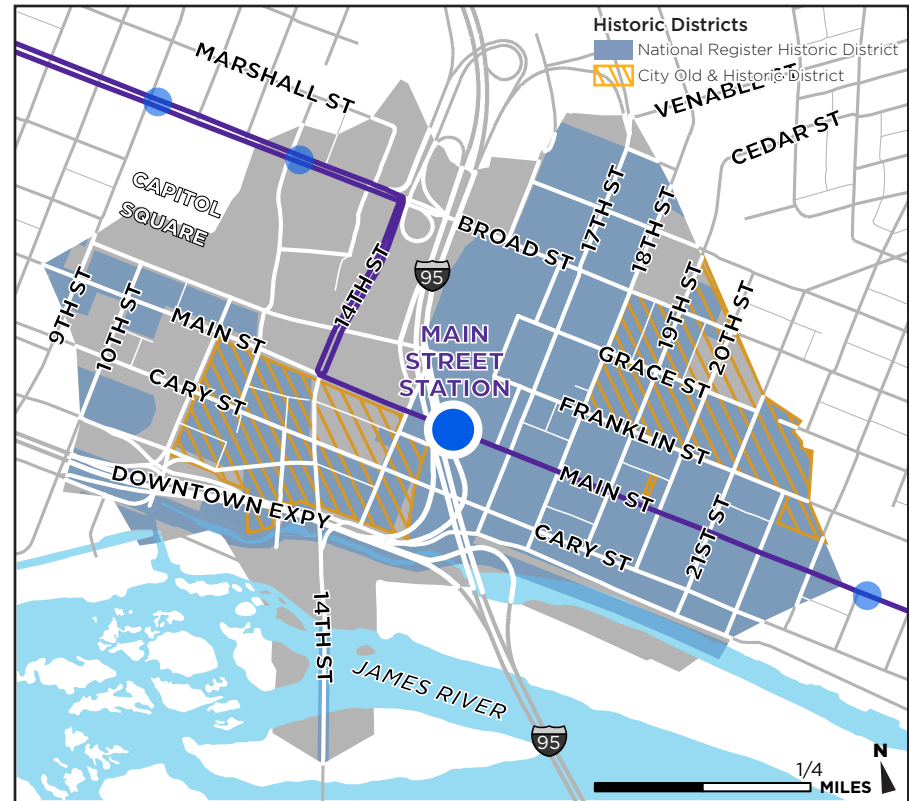 Historic Districts
National Register Historic District
City Old & Historic District
MARSHALL ST
VENABLE ST
CEDAR ST
CAPITOL
SQUARE
17TH ST
18TH ST
BROAD ST
14TH ST
95
19TH ST
20TH ST
9TH ST
10TH ST
MAIN ST
MAIN
STREET
STATION
GRACE ST
CARY ST
FRANKLIN ST
DOWNTOWN EXPY
MAIN ST
21ST ST
CARY ST
14TH ST
JAMES RIVER
95
N
1/4
MILES